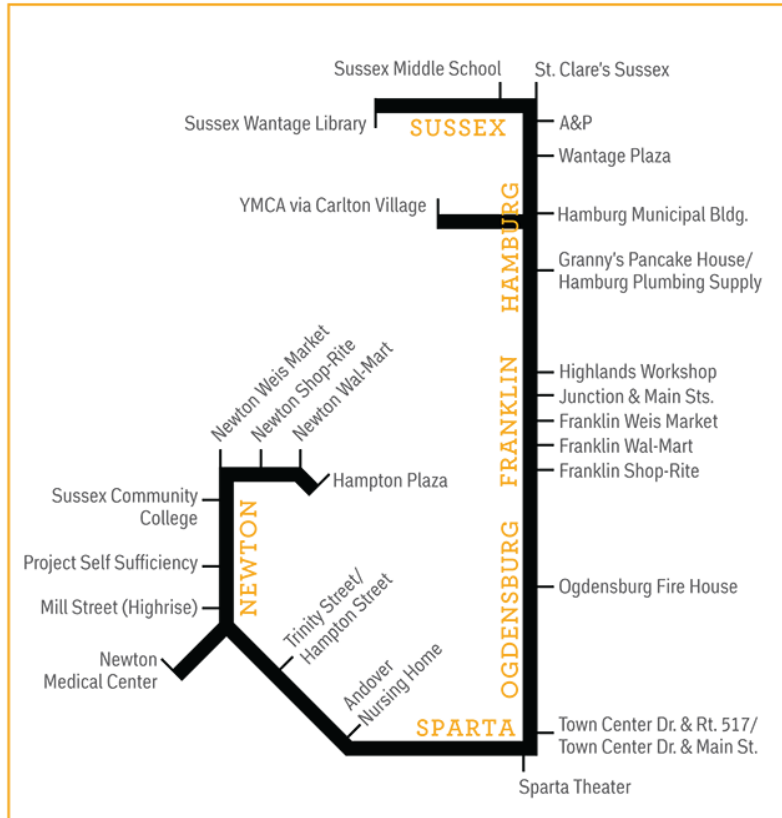 Sussex Middle School
St. Clare's Sussex
Sussex Wantage Library
SUSSEX
A&P
Wantage Plaza
YMCA via Carlton Village
HAMBURG
Hamburg Municipal Bldg.
Granny's Pancake House/
Hamburg Plumbing Supply
Newton Weis Market
Newton Shop-Rite
Newton Wal-Mart
FRANKLIN
Highlands Workshop
Junction & Main Sts.
Franklin Weis Market
Franklin Wal-Mart
Franklin Shop-Rite
Hampton Plaza
Sussex Community
College
NEWTON
Project Self Sufficiency
Mill Street (Highrise)
Newton
Medical Center
Trinity Street/
Hampton Street
Andover
Nursing Home
OGDENSBURG
Ogdensburg Fire House
SPARTA
Town Center Dr. & Rt. 517/
Town Center Dr. & Main St.
Sparta Theater